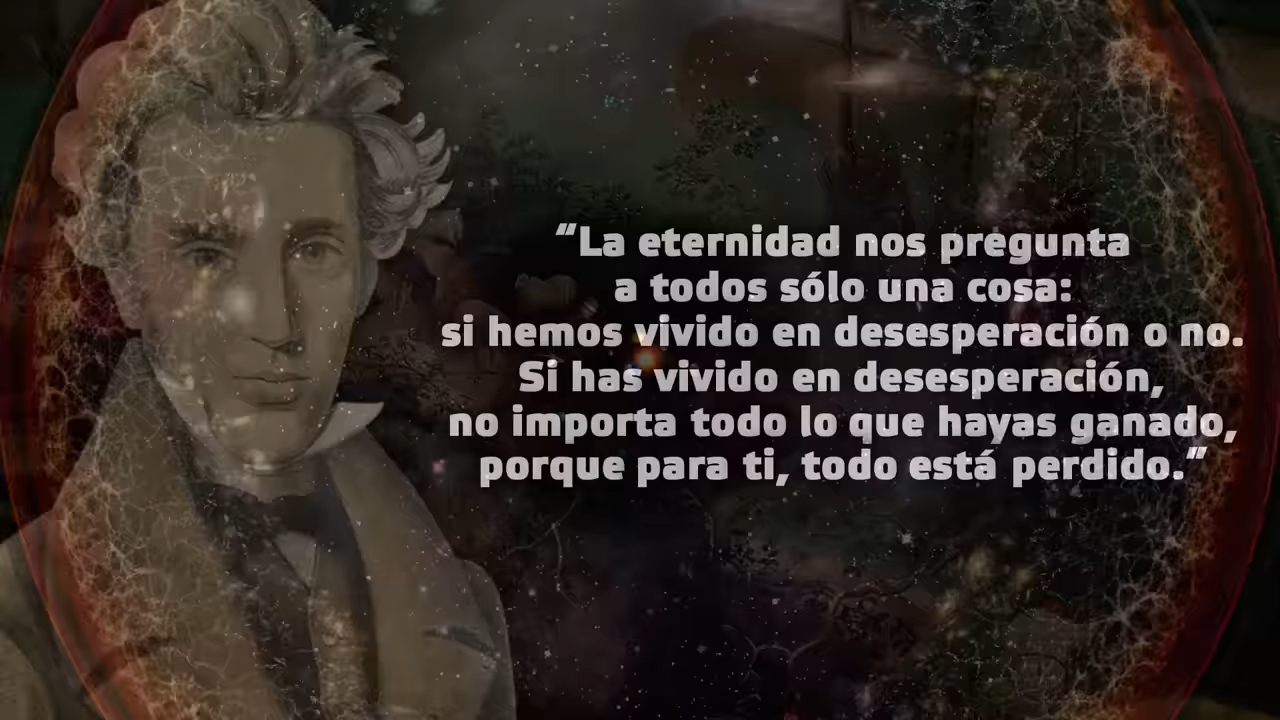 “La eternidad nos pregunta
a todos sólo una cosa:
si hemos vivido en desesperación o no.
Si has vivido en desesperación,
no importa todo lo que hayas ganado,
porque para ti, todo está perdido.”